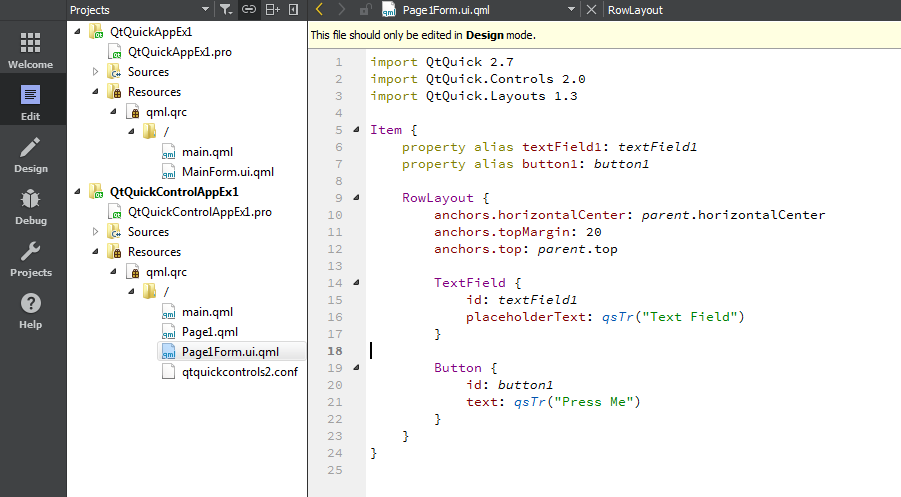 Projects
Page1Form.ui.qml
RowLayout
Welcome
Edit
Design
Debug
Projects
Help
QtQuickAppEx1
QtQuickAppEx1.pro
Sources
Resources
qml.qrc
/
main.qml
MainForm.ui.qml
QtQuickControlAppEx1
QtQuickControlAppEx1.pro
Sources
Resources
qml.qrc
/
main.qml
Page1.qml
Page1Form.ui.qml
qtquickcontrols2.conf
This file should only be edited in Design mode.
1 import QtQuick 2.7
2 import QtQuick.Controls 2.0
3 import QtQuick.Layouts 1.3
4
5 Item {
6 property alias textField1: textField1
7 property alias button1: button1
8
9 RowLayout {
10 anchors.horizontalCenter: parent.horizontalCenter
11 anchors.topMargin: 20
12 anchors.top: parent.top
13
14 TextField {
15 id: textField1
16 placeholderText: qsTr("Text Field")
17 }
18
19 Button {
20 id: button1
21 text: qsTr("Press Me")
22 }
23 }
24 }
25